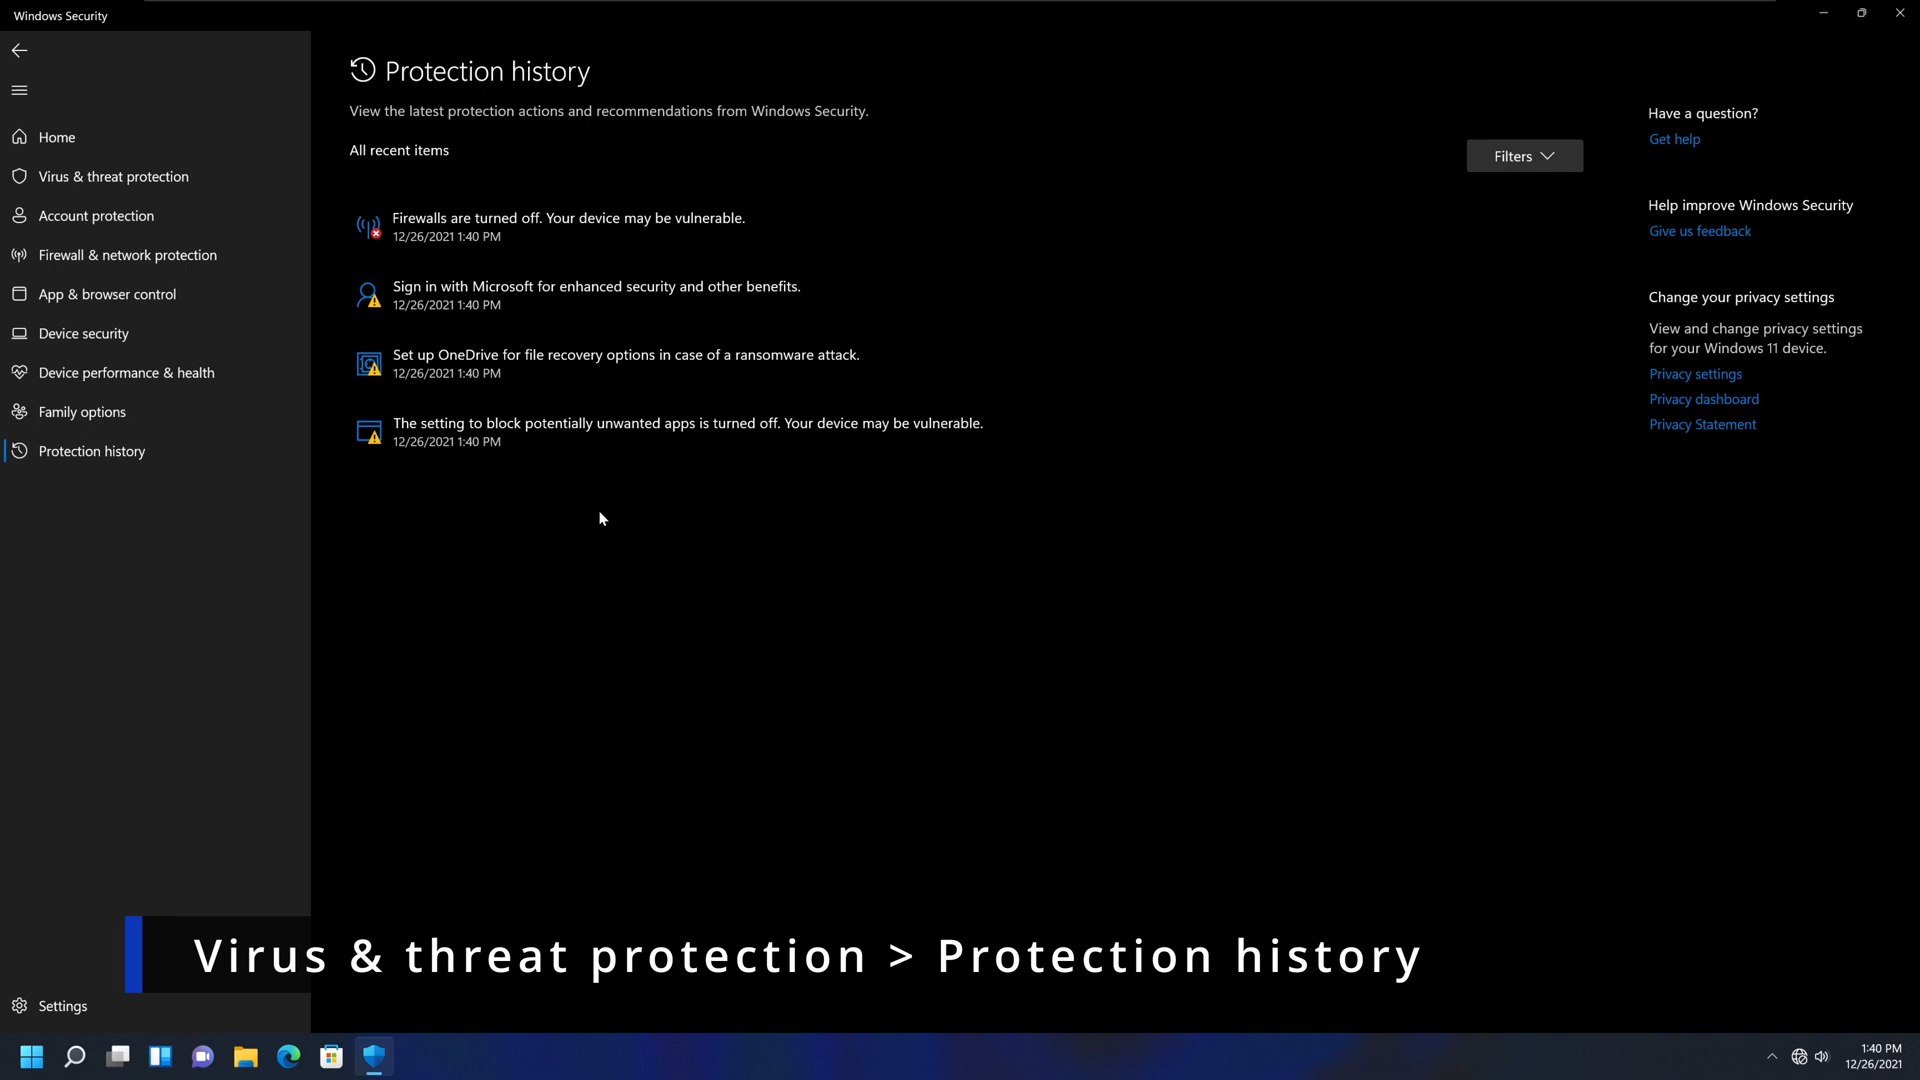 Windows Security
Home
Virus & threat protection
Account protection
Firewall & network protection
App & browser control
Device security
Device performance & health
Family options
Protection history
Settings
Protection history
View the latest protection actions and recommendations from Windows Security.
All recent items
Filters
Firewalls are turned off. Your device may be vulnerable.
12/26/2021 1:40 PM
Sign in with Microsoft for enhanced security and other benefits.
12/26/2021 1:40 PM
Set up OneDrive for file recovery options in case of a ransomware attack.
12/26/2021 1:40 PM
The setting to block potentially unwanted apps is turned off. Your device may be vulnerable.
12/26/2021 1:40 PM
Have a question?
Get help
Help improve Windows Security
Give us feedback
Change your privacy settings
View and change privacy settings
for your Windows 11 device.
Privacy settings
Privacy dashboard
Privacy Statement
Virus & threat protection > Protection history
1:40 PM
12/26/2021